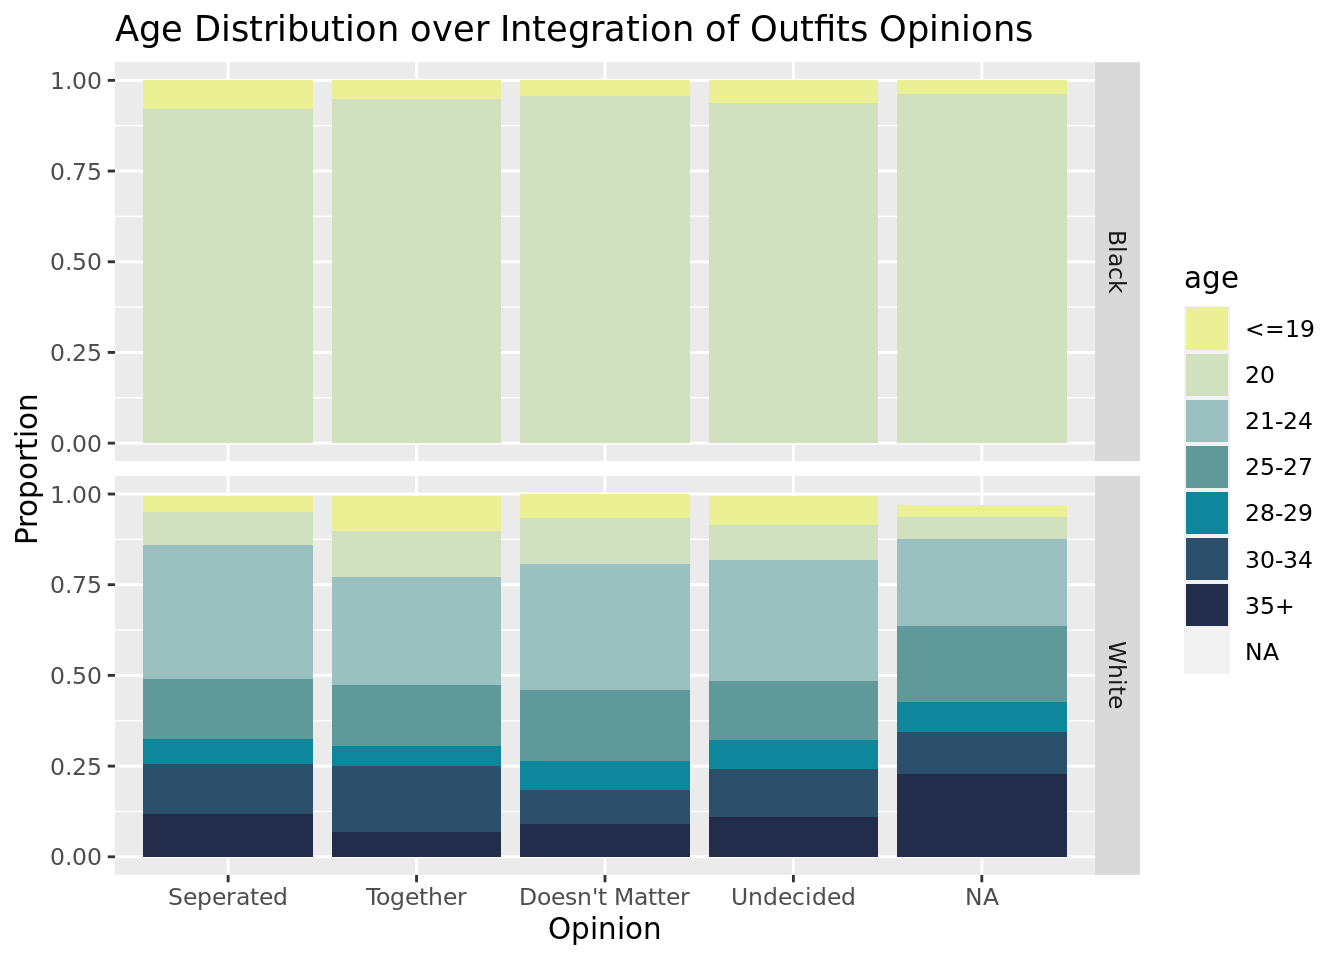 Age Distribution over Integration of Outfits Opinions
1.00
0.75
0.50
0.25
0.00
Black
1.00
0.75
0.50
0.25
0.00
White
Proportion
Seperated Together Doesn't Matter Undecided NA
Opinion
age
<=19
20
21-24
25-27
28-29
30-34
35+
NA